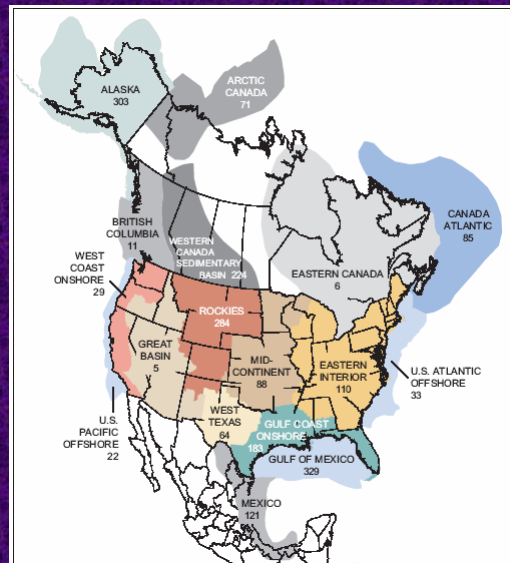 ALASKA
303
ARCTIC
CANADA
71
BRITISH
COLUMBIA
11
WESTERN
CANADA
SEDIMENTARY
BASIN 224
EASTERN CANADA
6
CANADA
ATLANTIC
85
WEST
COAST
ONSHORE
29
ROCKIES
284
GREAT
BASIN
5
MID-
CONTINENT
88
EASTERN
INTERIOR
110
U.S. ATLANTIC
OFFSHORE
33
WEST
TEXAS
64
GULF COAST
ONSHORE
183
U.S.
PACIFIC
OFFSHORE
22
GULF OF MEXICO
329
MEXICO
121